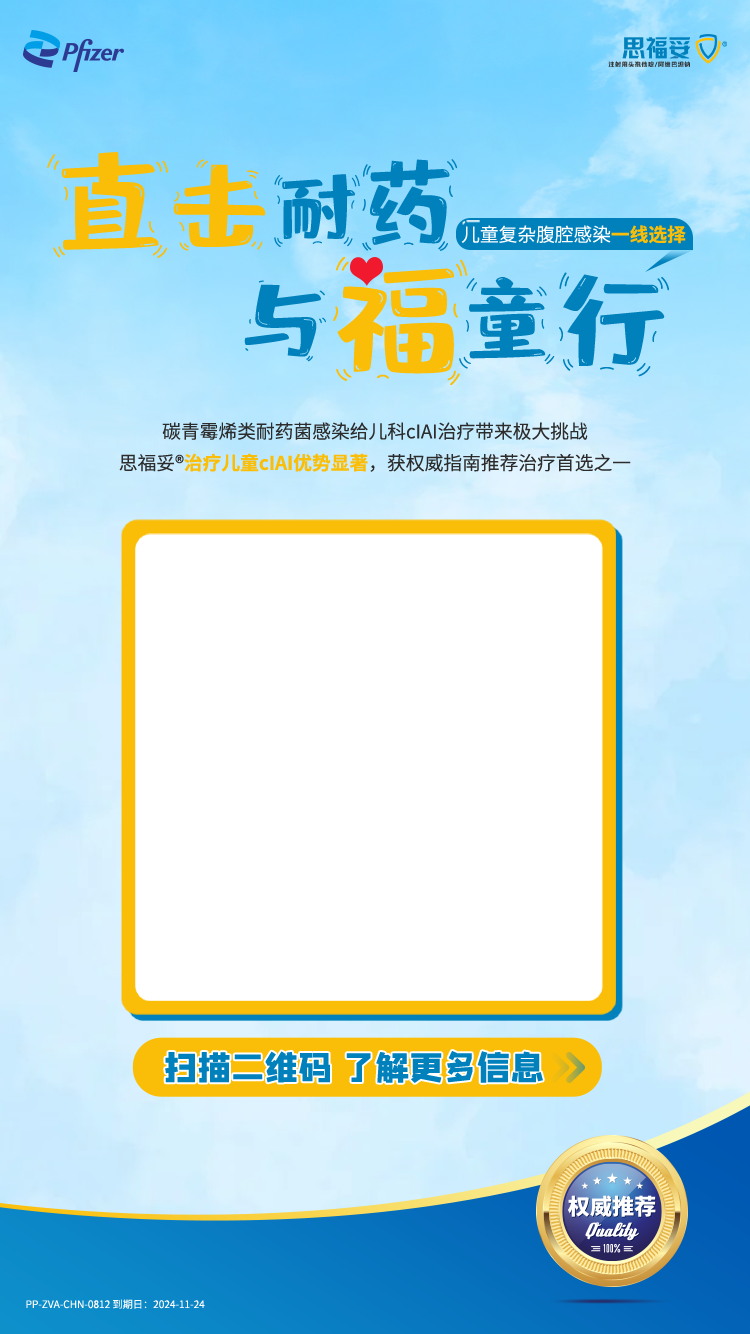 Pfizer
思福妥®
注射用头孢他啶/阿维巴坦钠
直击耐药
儿童复杂腹腔感染一线选择
与福童行
碳青霉烯类耐药菌感染给儿科cIAI治疗带来极大挑战
思福妥®治疗儿童cIAI优势显著，获权威指南推荐治疗首选之一
扫描二维码 了解更多信息
权威推荐
Quality
100%
PP-ZVA-CHN-0812 到期日：2024-11-24